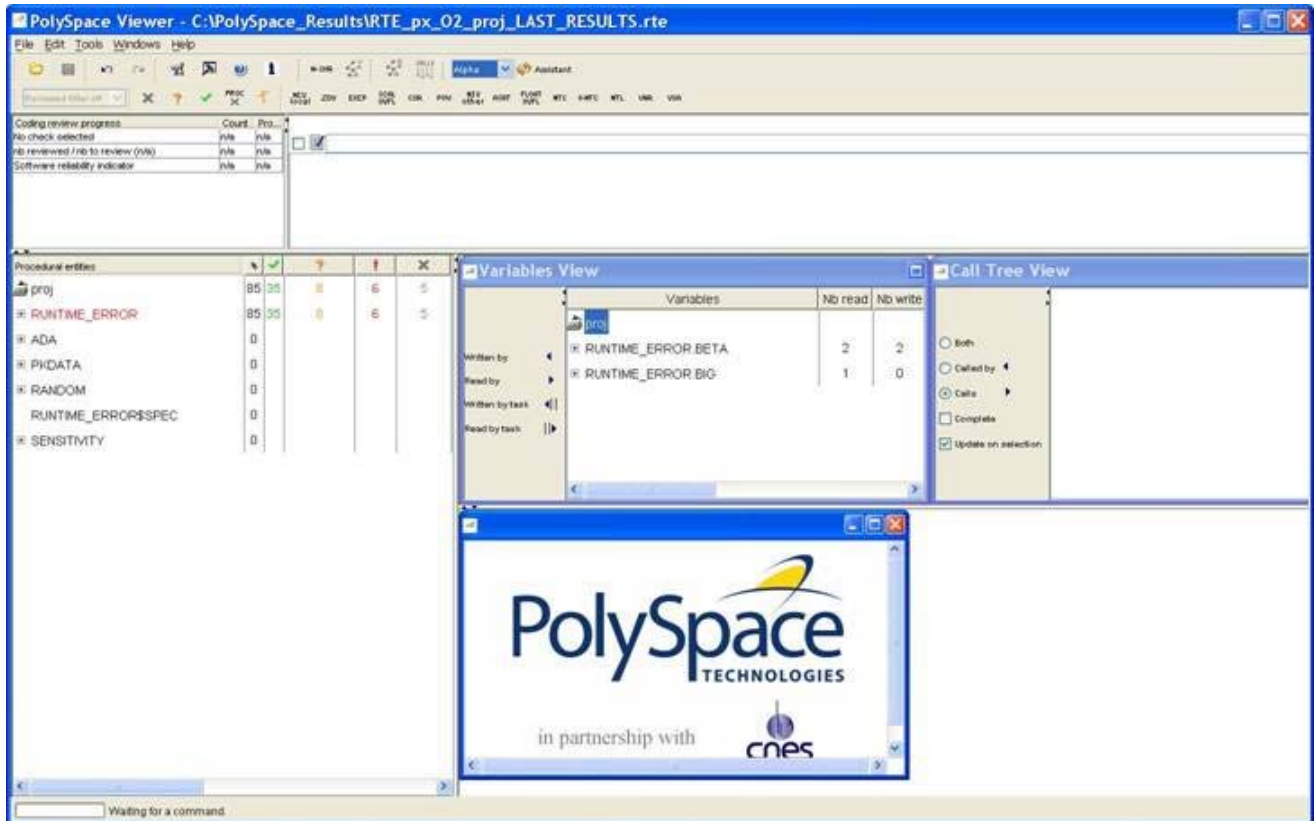 PolySpace Viewer - C:\PolySpace_Results\RTE_px_O2_proj_LAST_RESULTS.rte
File Edit Tools Windows Help
Alpha Assistant
Coding review progress Count Pro...
No check selected n/a n/a
nb reviewed / nb to review (n/a) n/a n/a
Software reliability indicator n/a n/a
Procedural entities
proj 85 35 8 6 5
RUNTIME_ERROR 85 35 8 6 5
ADA 0
PKDATA 0
RANDOM 0
RUNTIME_ERROR$SPEC 0
SENSITIVITY 0
Variables View
Variables Nb read Nb write
proj
RUNTIME_ERROR.BETA 2 2
RUNTIME_ERROR.BIG 1 0
Written by
Read by
Written by task
Read by task
Call Tree View
Both
Called by
Calls
Complete
Update on selection
PolySpace
TECHNOLOGIES
in partnership with
cnes
Waiting for a command